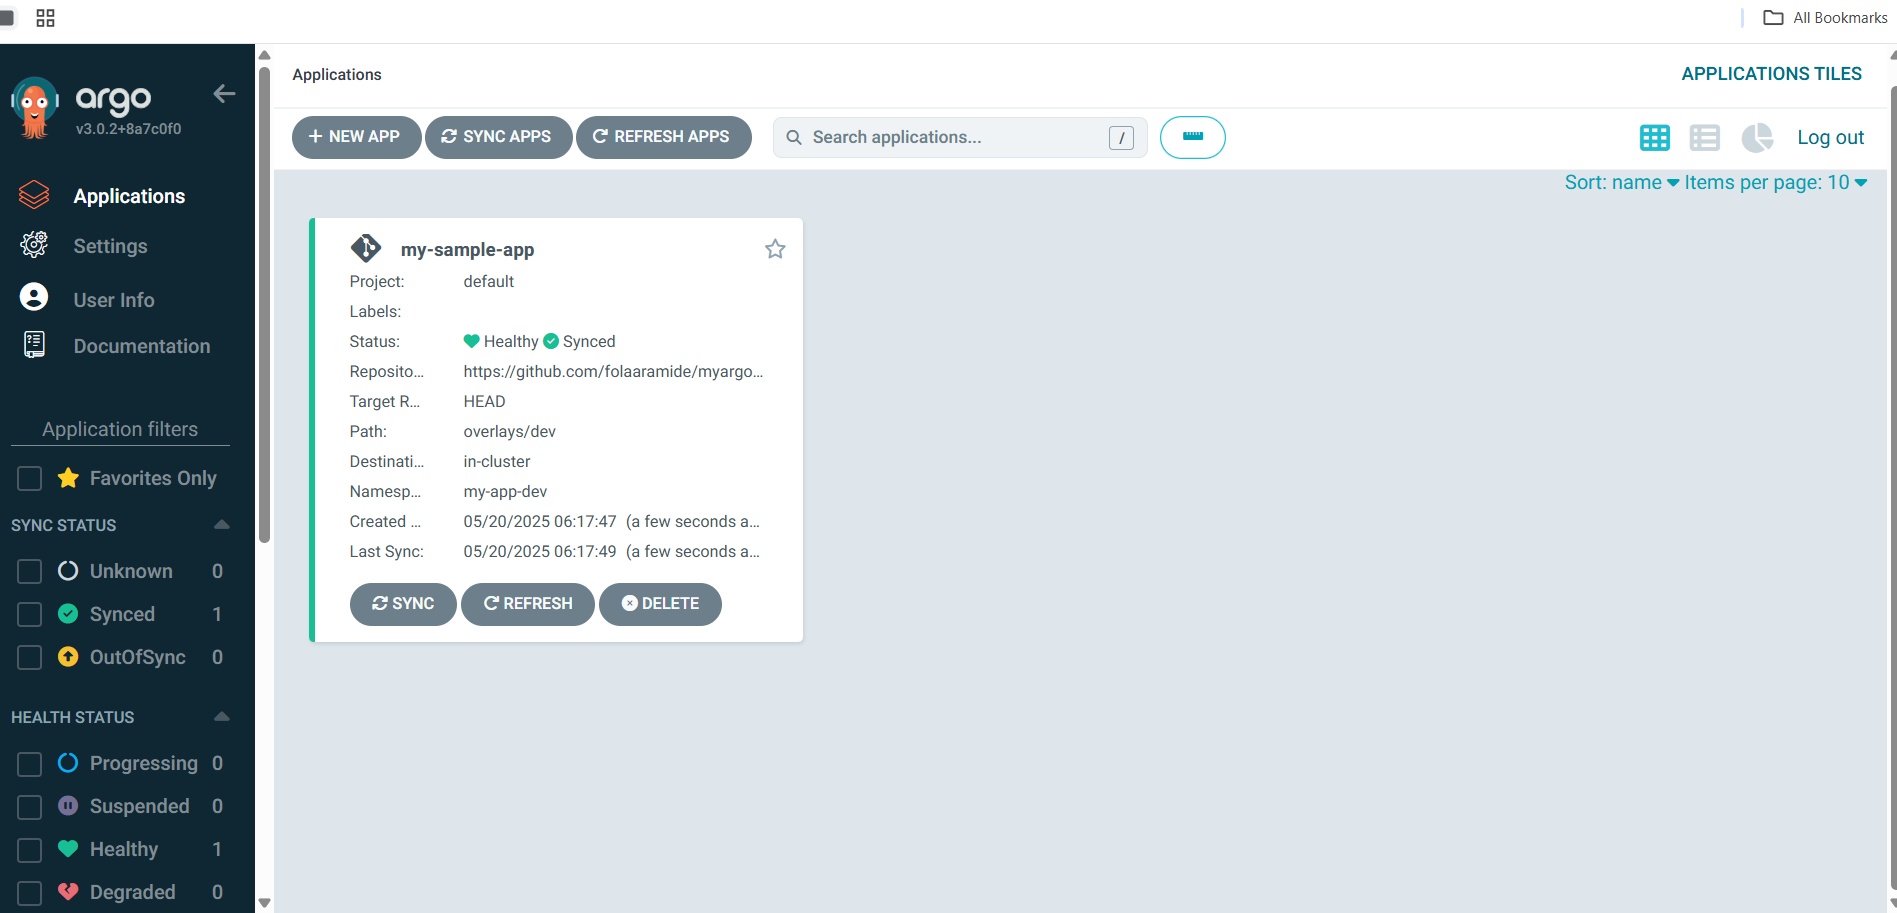 All Bookmarks
argo
v3.0.2+8a7c0f0
Applications
Settings
User Info
Documentation
Application filters
Favorites Only
SYNC STATUS
Unknown 0
Synced 1
OutOfSync 0
HEALTH STATUS
Progressing 0
Suspended 0
Healthy 1
Degraded 0
Applications
APPLICATIONS TILES
+ NEW APP SYNC APPS REFRESH APPS Search applications... / Log out
Sort: name Items per page: 10
my-sample-app
Project: default
Labels:
Status: Healthy Synced
Reposito... https://github.com/folaaramide/myargo...
Target R... HEAD
Path: overlays/dev
Destinati... in-cluster
Namesp... my-app-dev
Created ... 05/20/2025 06:17:47 (a few seconds a...
Last Sync: 05/20/2025 06:17:49 (a few seconds a...
SYNC REFRESH DELETE